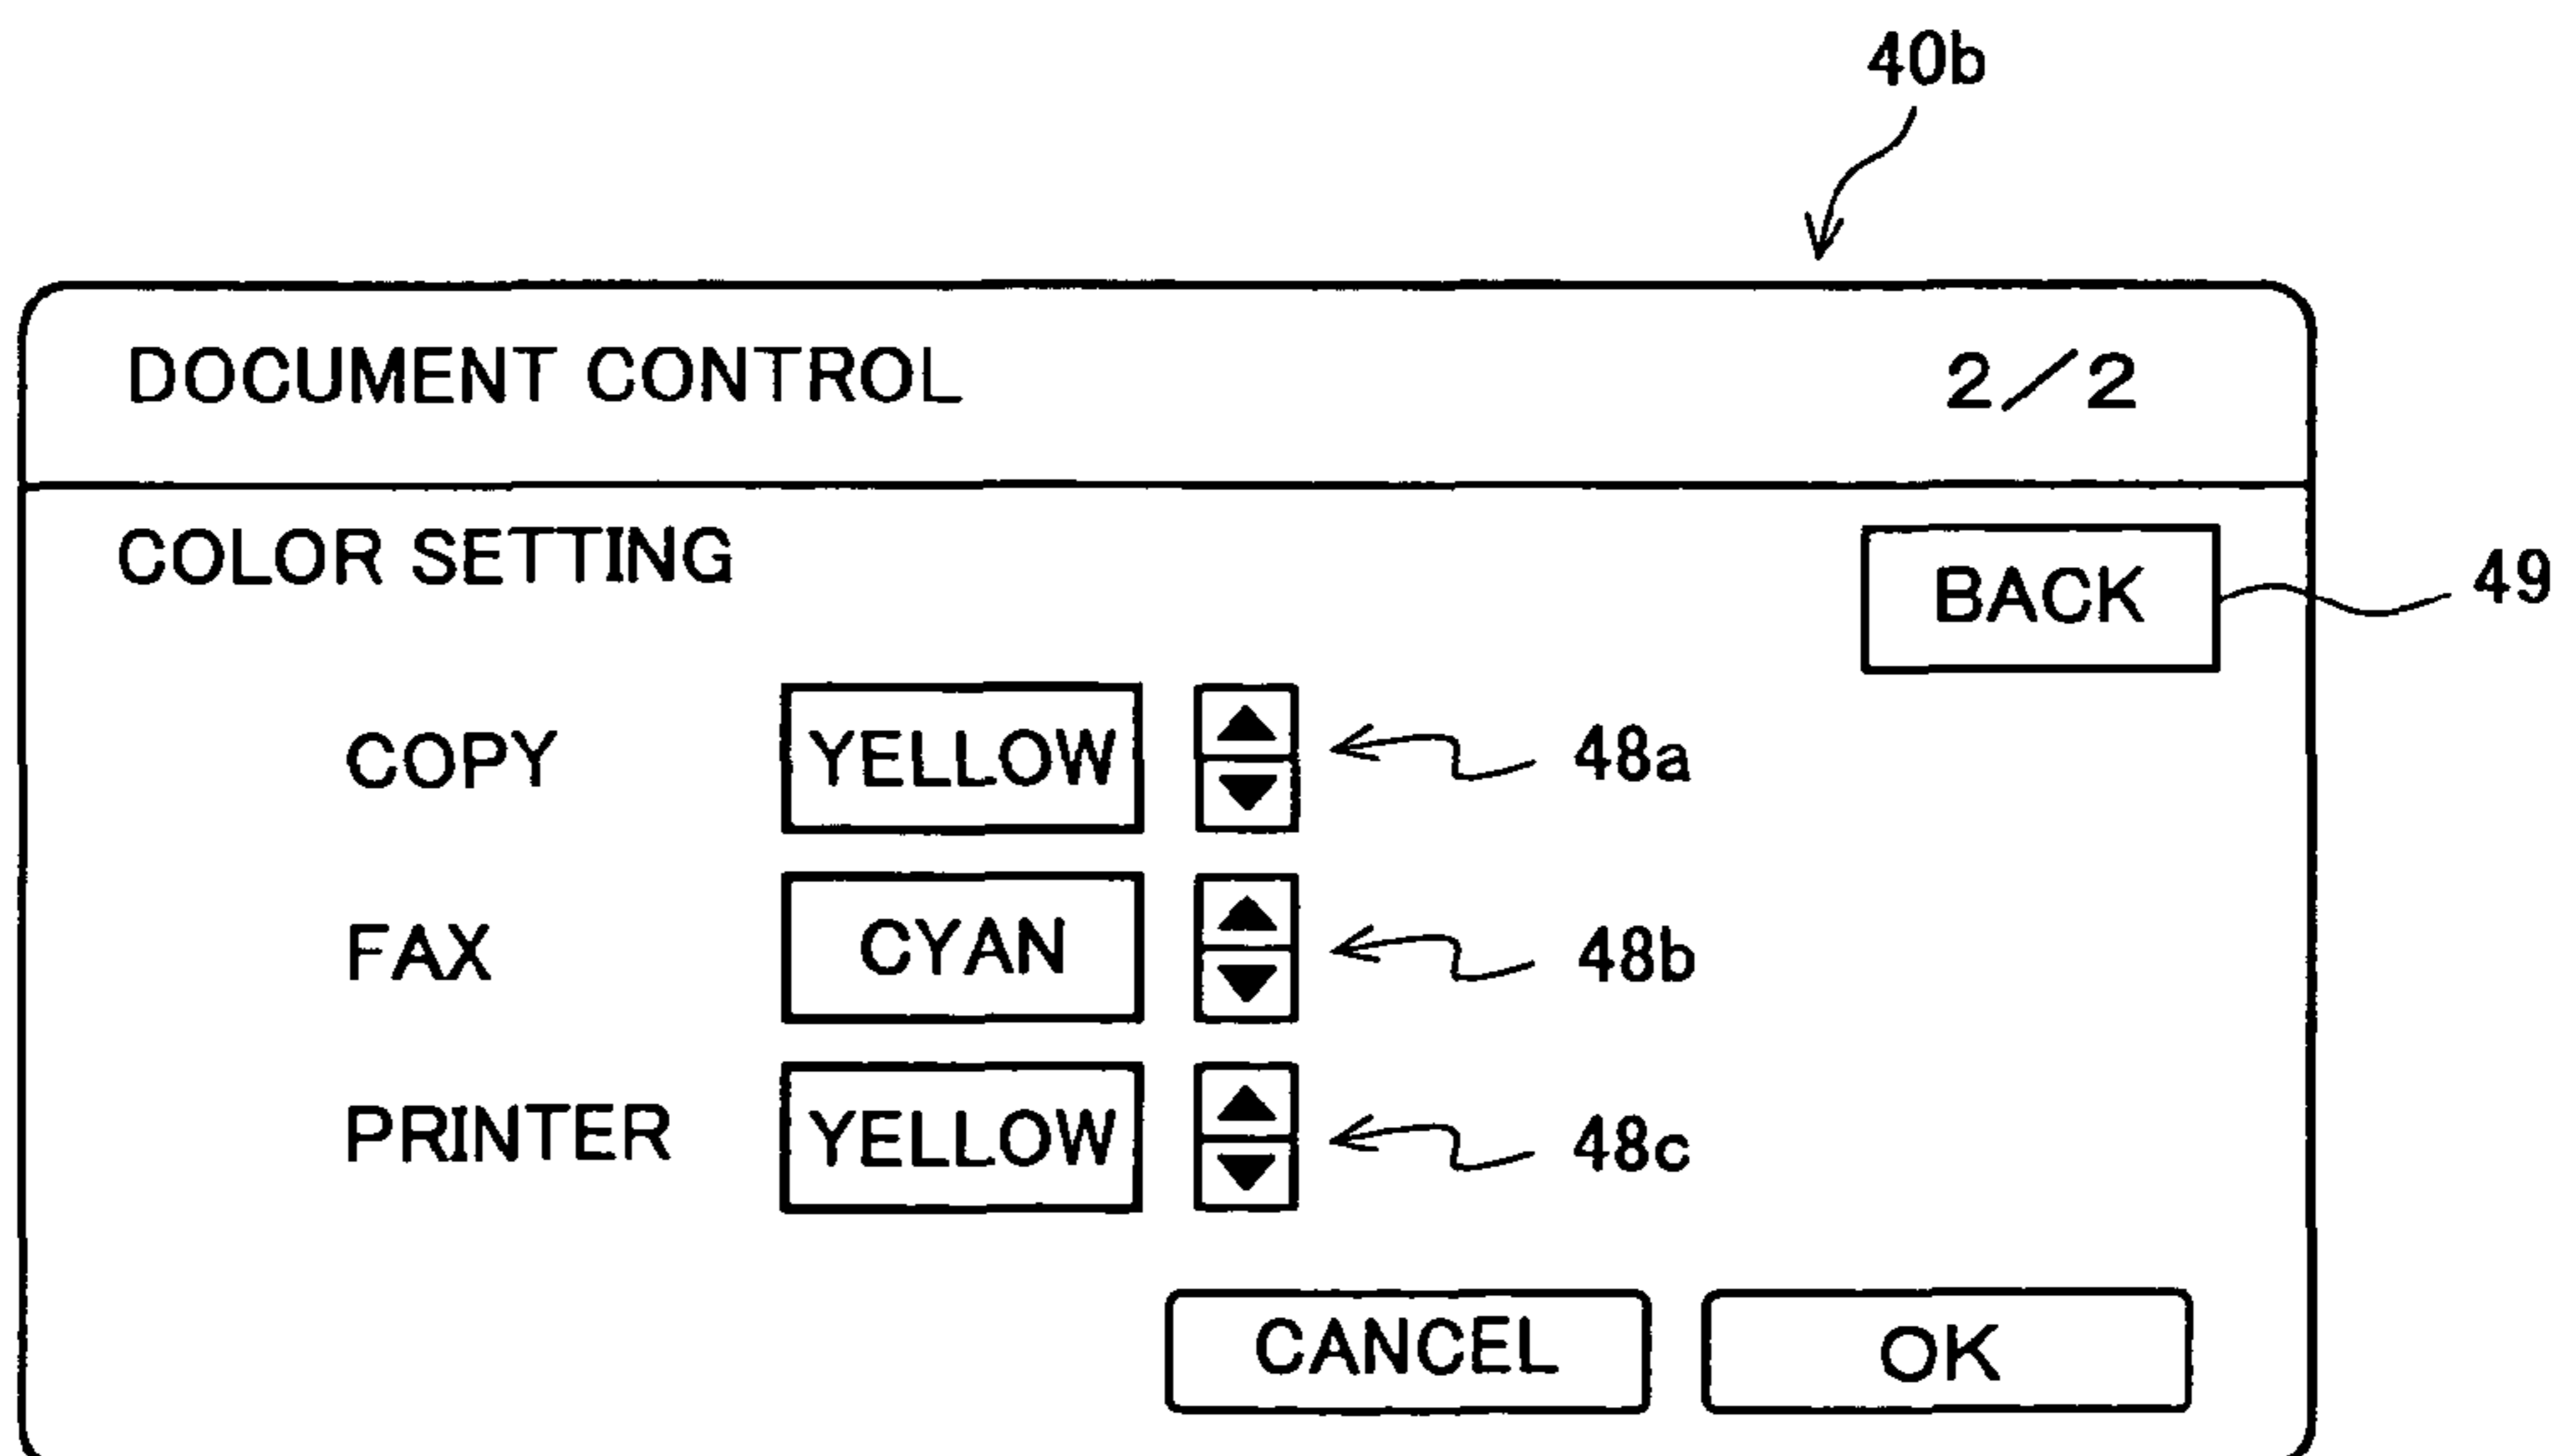 40b
DOCUMENT CONTROL 2/2
COLOR SETTING
BACK 49
COPY YELLOW ▲▼ 48a
FAX CYAN ▲▼ 48b
PRINTER YELLOW ▲▼ 48c
CANCEL OK